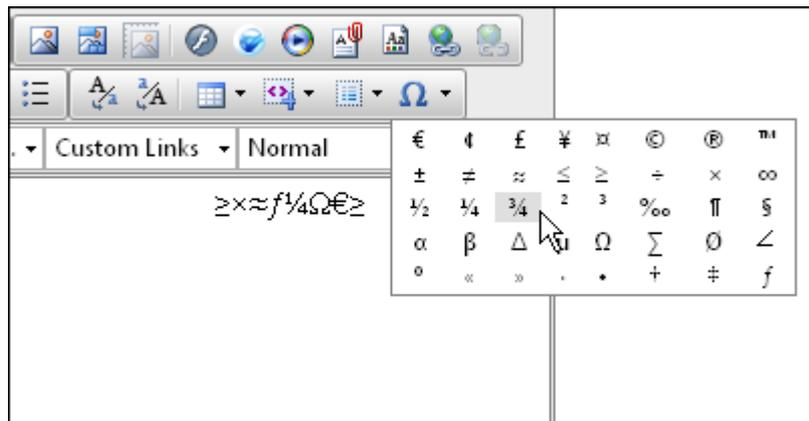 Custom Links Normal
≥×≈ƒ¼Ω€≥
€ ¢ £ ¥ ¤ © ® ™
± ≠ ≈ ≤ ≥ ÷ × ∞
½ ¼ ¾ ² ³ ‰ ¶ §
α β Δ µ Ω ∑ Ø ∠
° « » · • † ‡ ƒ